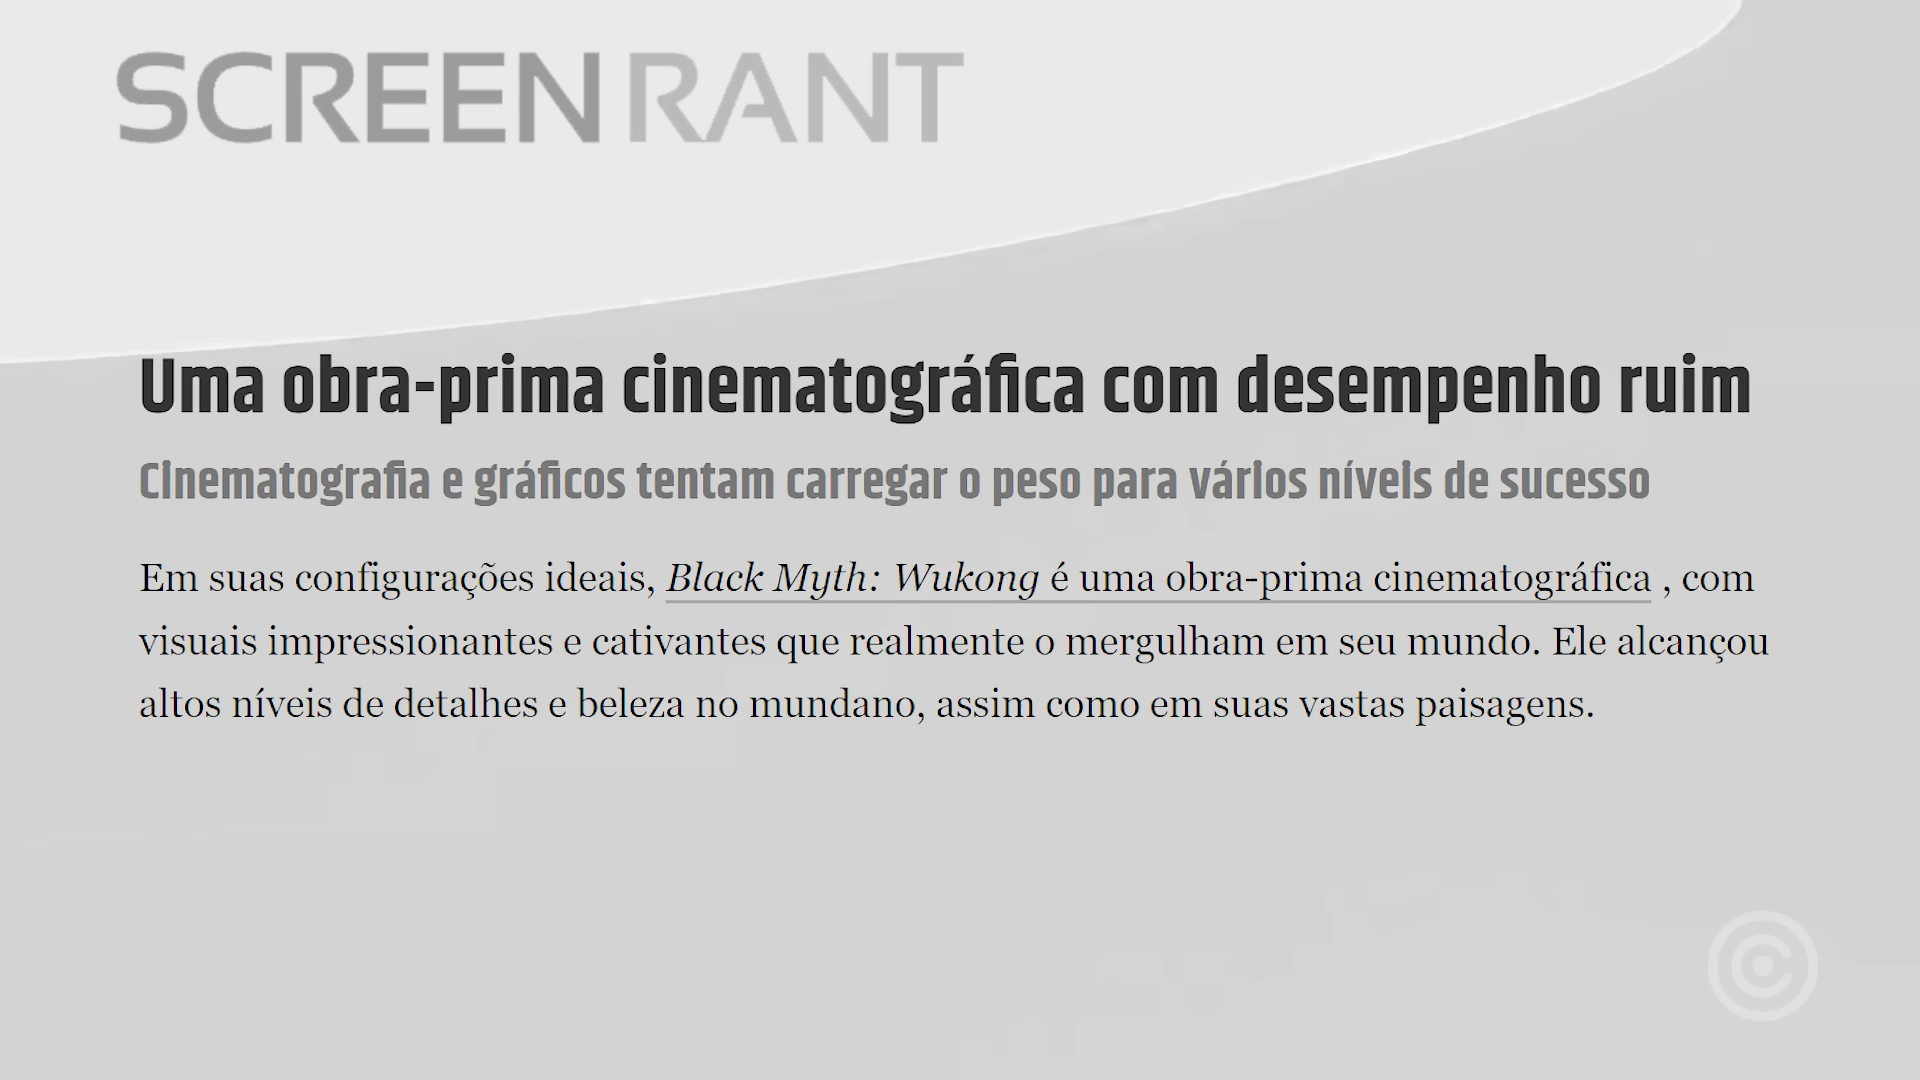 SCREENRANT
Uma obra-prima cinematográfica com desempenho ruim
Cinematografia e gráficos tentam carregar o peso para vários níveis de sucesso
Em suas configurações ideais, Black Myth: Wukong é uma obra-prima cinematográfica , com
visuais impressionantes e cativantes que realmente o mergulham em seu mundo. Ele alcançou
altos níveis de detalhes e beleza no mundano, assim como em suas vastas paisagens.